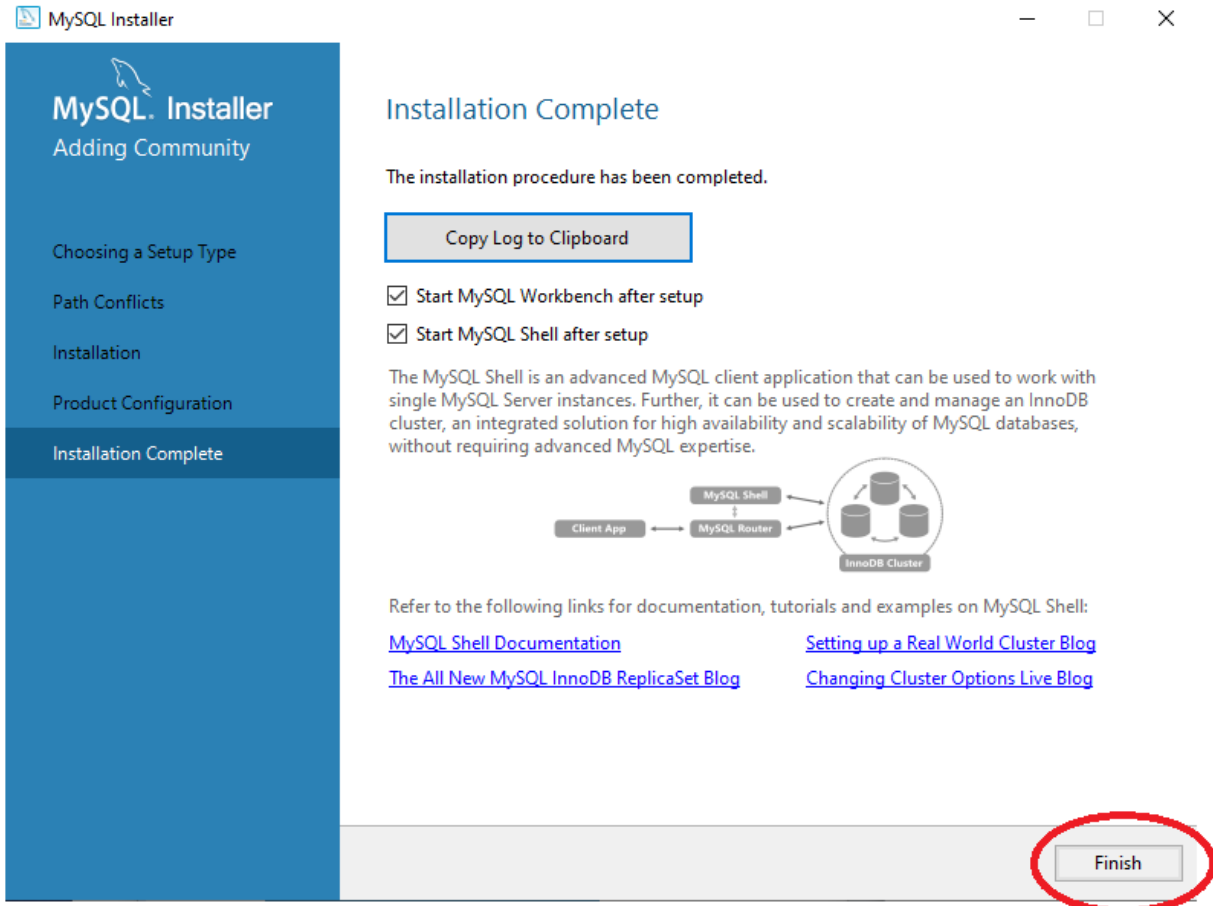 MySQL Installer
MySQL. Installer
Adding Community
Choosing a Setup Type
Path Conflicts
Installation
Product Configuration
Installation Complete
Installation Complete
The installation procedure has been completed.
Copy Log to Clipboard
Start MySQL Workbench after setup
Start MySQL Shell after setup
The MySQL Shell is an advanced MySQL client application that can be used to work with
single MySQL Server instances. Further, it can be used to create and manage an InnoDB
cluster, an integrated solution for high availability and scalability of MySQL databases,
without requiring advanced MySQL expertise.
MySQL Shell
Client App
MySQL Router
InnoDB Cluster
Refer to the following links for documentation, tutorials and examples on MySQL Shell:
MySQL Shell Documentation
Setting up a Real World Cluster Blog
The All New MySQL InnoDB ReplicaSet Blog
Changing Cluster Options Live Blog
Finish